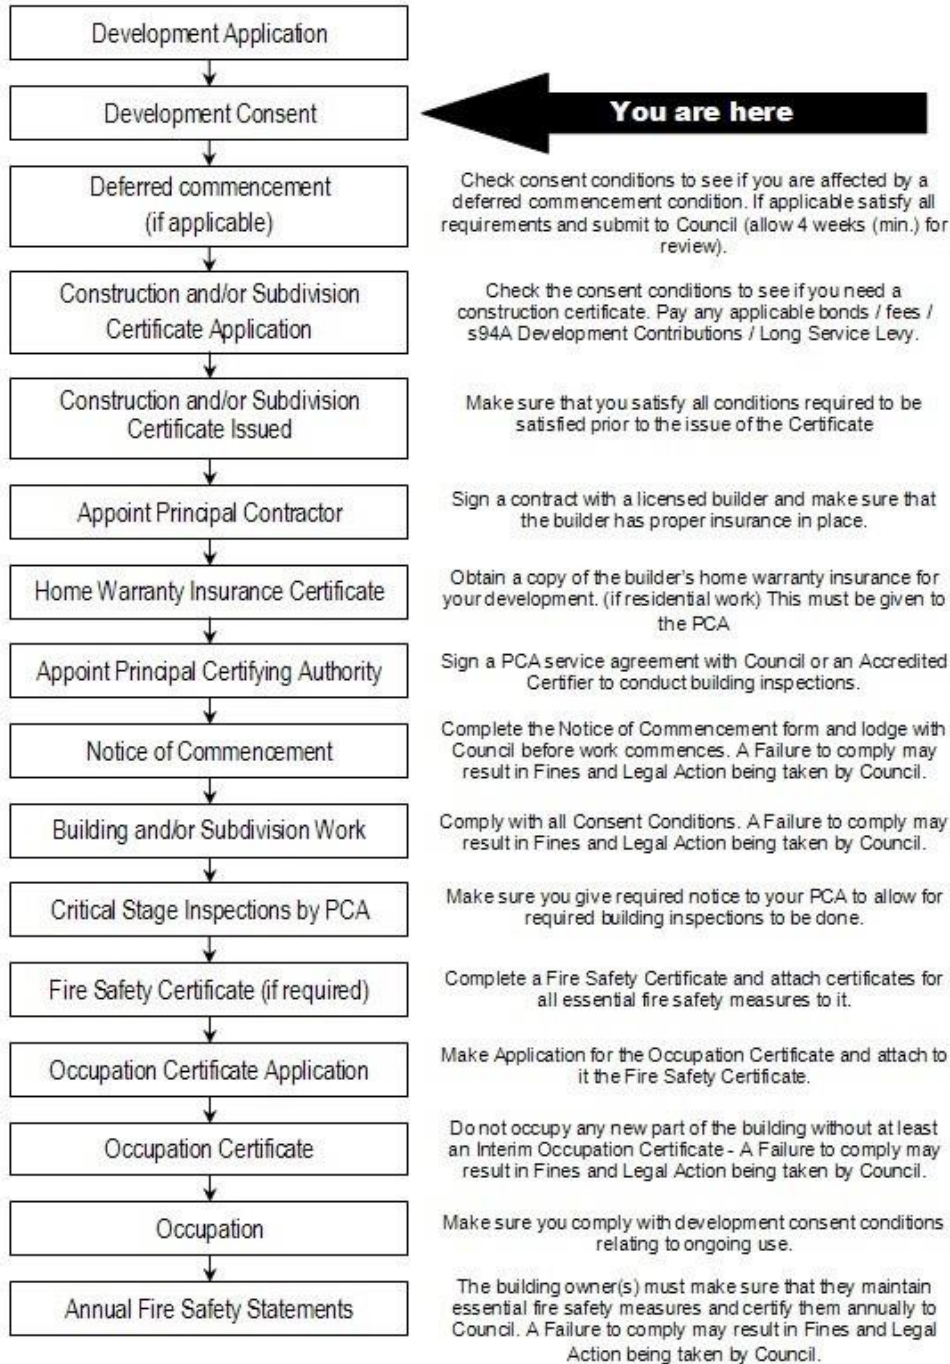 Development Application
Development Consent
You are here
Deferred commencement
(if applicable)
Check consent conditions to see if you are affected by a
deferred commencement condition. If applicable satisfy all
requirements and submit to Council (allow 4 weeks (min.) for
review).
Construction and/or Subdivision
Certificate Application
Check the consent conditions to see if you need a
construction certificate. Pay any applicable bonds / fees /
s94A Development Contributions / Long Service Levy.
Construction and/or Subdivision
Certificate Issued
Make sure that you satisfy all conditions required to be
satisfied prior to the issue of the Certificate
Appoint Principal Contractor
Sign a contract with a licensed builder and make sure that
the builder has proper insurance in place.
Home Warranty Insurance Certificate
Obtain a copy of the builder's home warranty insurance for
your development. (if residential work) This must be given to
the PCA
Appoint Principal Certifying Authority
Sign a PCA service agreement with Council or an Accredited
Certifier to conduct building inspections.
Notice of Commencement
Complete the Notice of Commencement form and lodge with
Council before work commences. A Failure to comply may
result in Fines and Legal Action being taken by Council.
Building and/or Subdivision Work
Comply with all Consent Conditions. A Failure to comply may
result in Fines and Legal Action being taken by Council.
Critical Stage Inspections by PCA
Make sure you give required notice to your PCA to allow for
required building inspections to be done.
Fire Safety Certificate (if required)
Complete a Fire Safety Certificate and attach certificates for
all essential fire safety measures to it.
Occupation Certificate Application
Make Application for the Occupation Certificate and attach to
it the Fire Safety Certificate.
Occupation Certificate
Do not occupy any new part of the building without at least
an Interim Occupation Certificate - A Failure to comply may
result in Fines and Legal Action being taken by Council.
Occupation
Make sure you comply with development consent conditions
relating to ongoing use.
Annual Fire Safety Statements
The building owner(s) must make sure that they maintain
essential fire safety measures and certify them annually to
Council. A Failure to comply may result in Fines and Legal
Action being taken by Council.